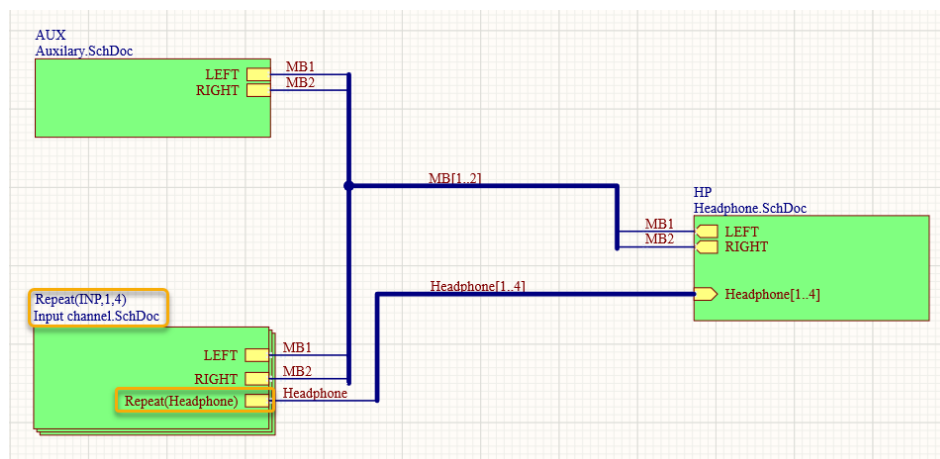 AUX
Auxilary.SchDoc
LEFT
MB1
RIGHT
MB2
MB[1..2]
HP
Headphone.SchDoc
MB1
LEFT
MB2
RIGHT
Headphone[1..4]
Headphone[1..4]
Repeat(INP,1,4)
Input channel.SchDoc
LEFT
MB1
RIGHT
MB2
Repeat(Headphone)
Headphone